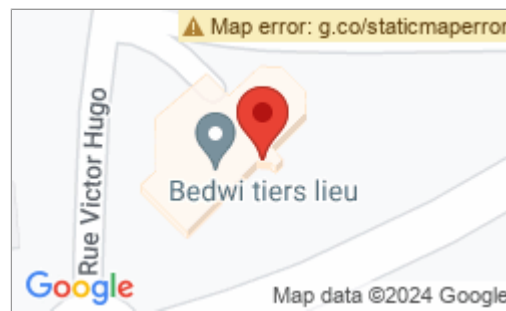 ⚠ Map error: g.co/staticmaperror
Rue Victor Hugo
Bedwi tiers lieu
Google
Map data ©2024 Google